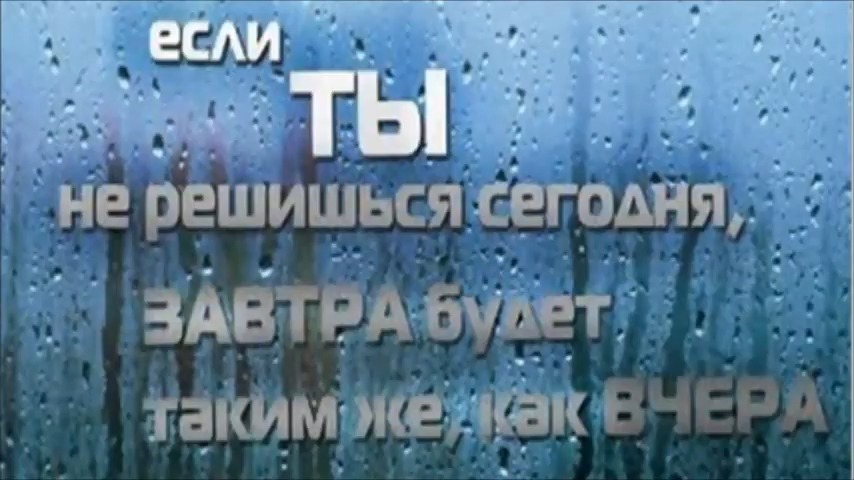 если
ТЫ
не решишься сегодня,
ЗАВТРА будет
таким же, как ВЧЕРА